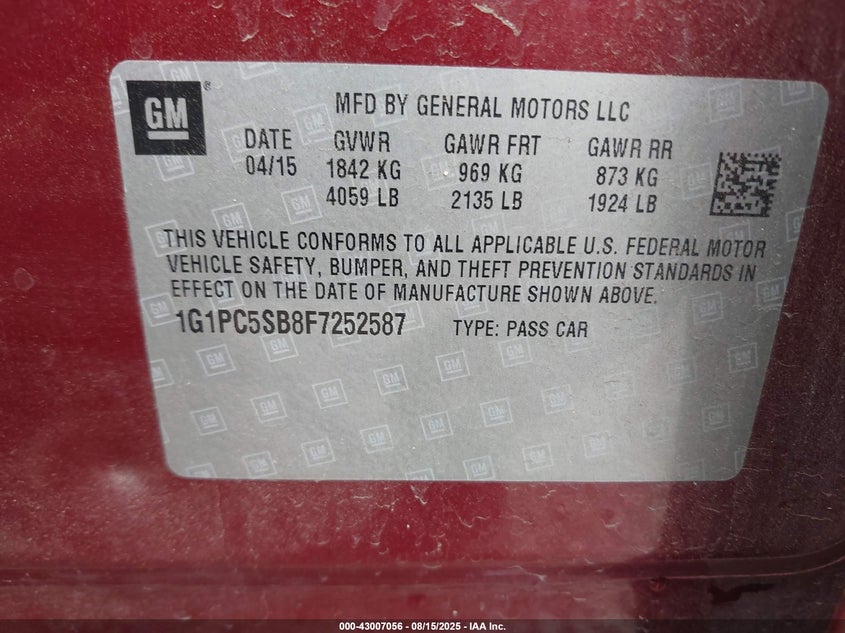 GM
MFD BY GENERAL MOTORS LLC
DATE GVWR GAWR FRT GAWR RR
04/15 1842 KG 969 KG 873 KG
4059 LB 2135 LB 1924 LB
THIS VEHICLE CONFORMS TO ALL APPLICABLE U.S. FEDERAL MOTOR
VEHICLE SAFETY, BUMPER, AND THEFT PREVENTION STANDARDS IN
EFFECT ON THE DATE OF MANUFACTURE SHOWN ABOVE.
1G1PC5SB8F7252587 TYPE: PASS CAR
000-43007056 - 08/15/2025 - IAA Inc.